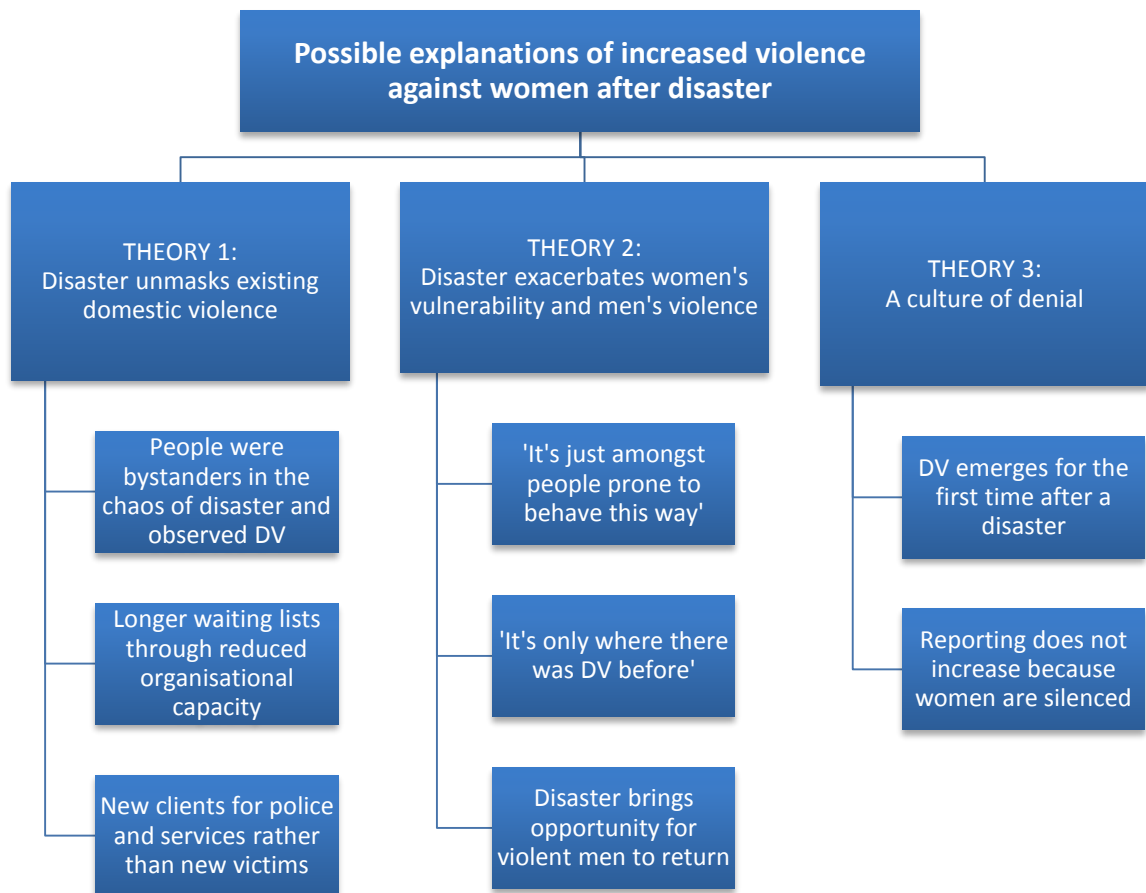 Possible explanations of increased violence
against women after disaster
THEORY 1:
Disaster unmasks existing
domestic violence
People were
bystanders in the
chaos of disaster and
observed DV
Longer waiting lists
through reduced
organisational
capacity
New clients for police
and services rather
than new victims
THEORY 2:
Disaster exacerbates women's
vulnerability and men's violence
'It's just amongst
people prone to
behave this way'
'It's only where there
was DV before'
Disaster brings
opportunity for
violent men to return
THEORY 3:
A culture of denial
DV emerges for the
first time after a
disaster
Reporting does not
increase because
women are silenced